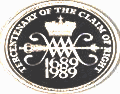 TERCENTENARY OF THE CLAIM OF RIGHT
1689
1989